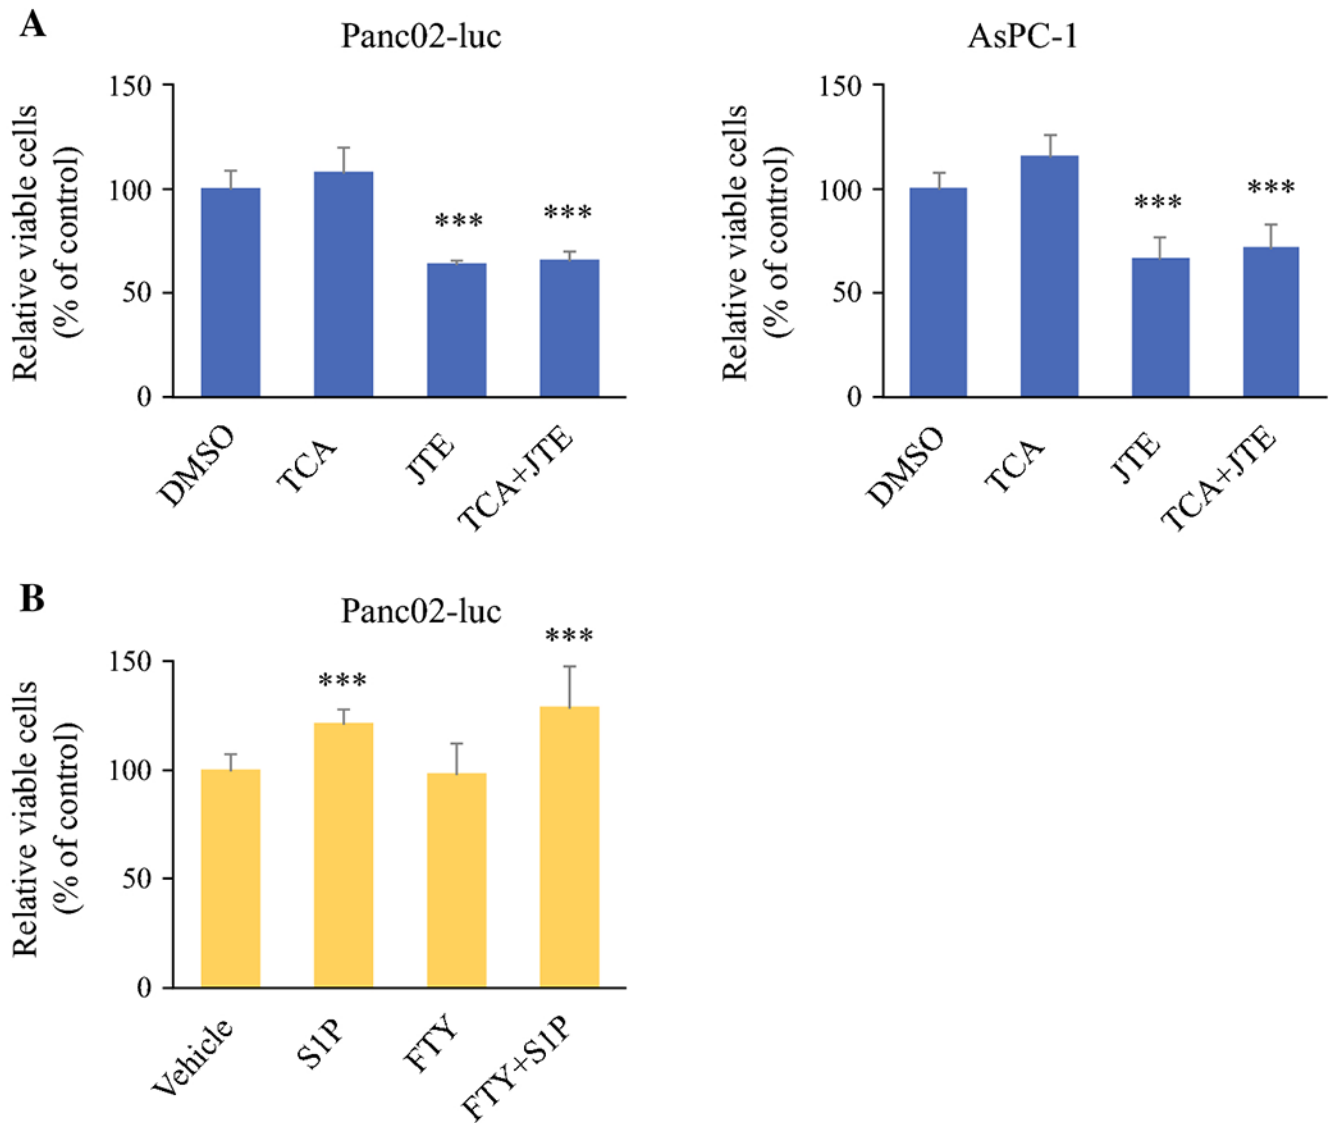 A
Panc02-luc
Relative viable cells
(% of control)
150
100
50
0
***
***
DMSO
TCA
JTE
TCA+JTE
AsPC-1
Relative viable cells
(% of control)
150
100
50
0
***
***
DMSO
TCA
JTE
TCA+JTE
B
Panc02-luc
Relative viable cells
(% of control)
150
100
50
0
***
***
Vehicle
S1P
FTY
FTY+S1P